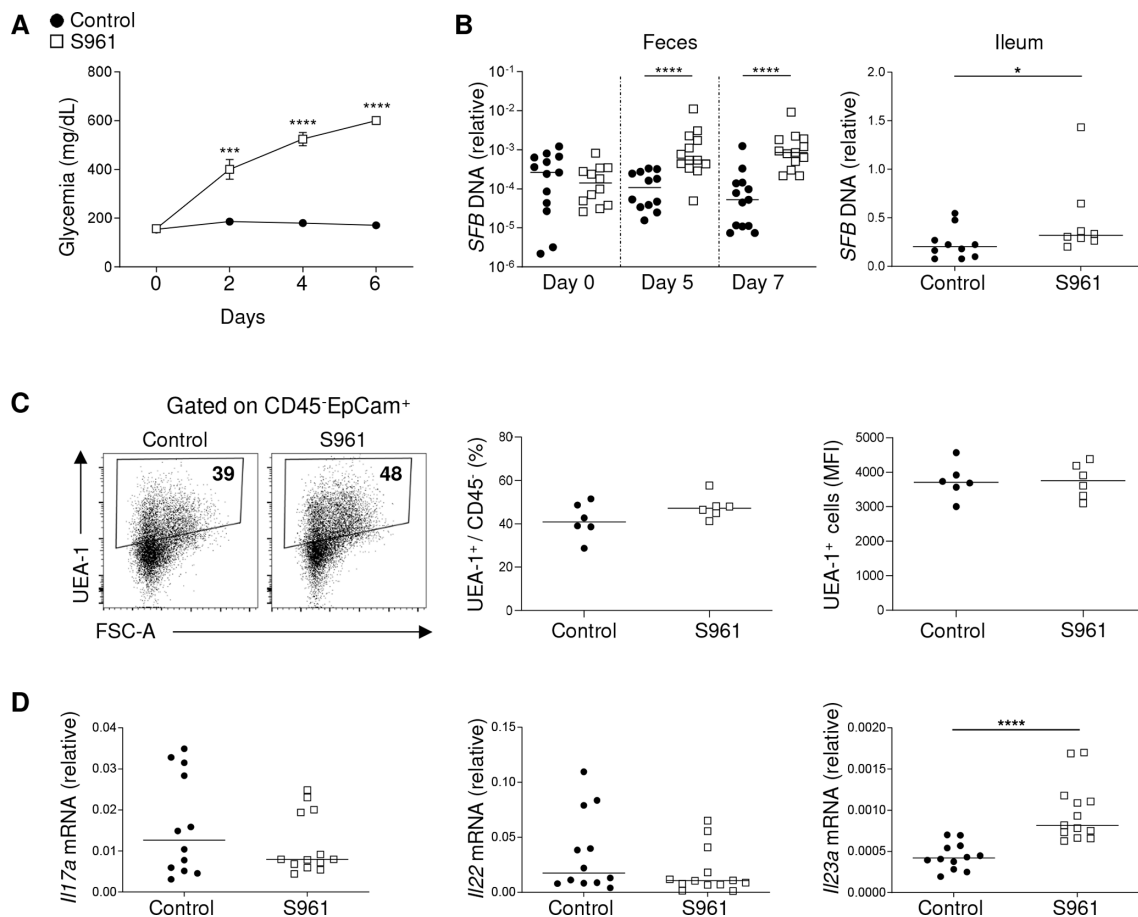 A
Control
S961
Glycemia (mg/dL)
800
600
400
200
0
***
****
****
0 2 4 6
Days
B
Feces
SFB DNA (relative)
10-1
10-2
10-3
10-4
10-5
10-6
****
****
Day 0 Day 5 Day 7
Ileum
SFB DNA (relative)
2.0
1.5
1.0
0.5
0.0
*
Control S961
C
Gated on CD45-EpCam+
Control S961
39 48
UEA-1
FSC-A
UEA-1+ / CD45- (%)
80
60
40
20
0
Control S961
UEA-1+ cells (MFI)
5000
4000
3000
2000
1000
0
Control S961
D
Il17a mRNA (relative)
0.04
0.03
0.02
0.01
0.00
Control S961
Il22 mRNA (relative)
0.15
0.10
0.05
0.00
Control S961
Il23a mRNA (relative)
0.0020
0.0015
0.0010
0.0005
0.0000
****
Control S961